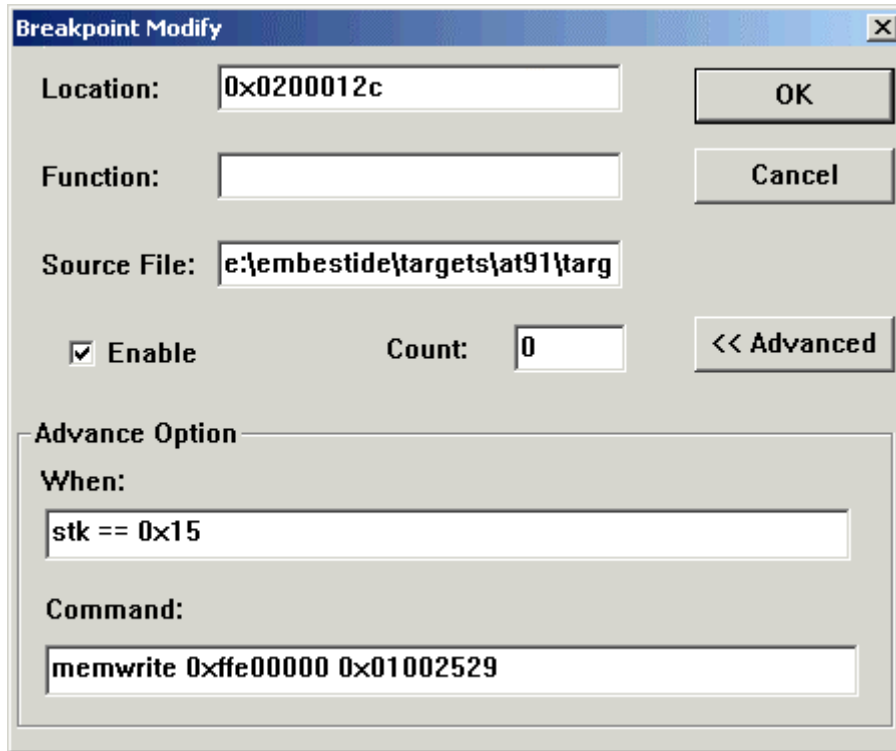 Breakpoint Modify
Location: 0x0200012c OK
Function: Cancel
Source File: e:\embestide\targets\at91\targ
Enable Count: 0 << Advanced
Advance Option
When:
stk == 0x15
Command:
memwrite 0xffe00000 0x01002529